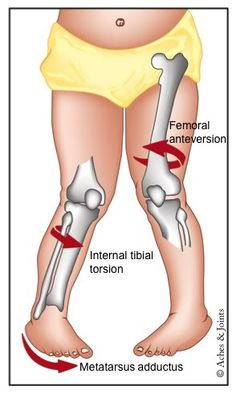 Femoral
anteversion
Internal tibial
torsion
Metatarsus adductus
© Aches & Joints